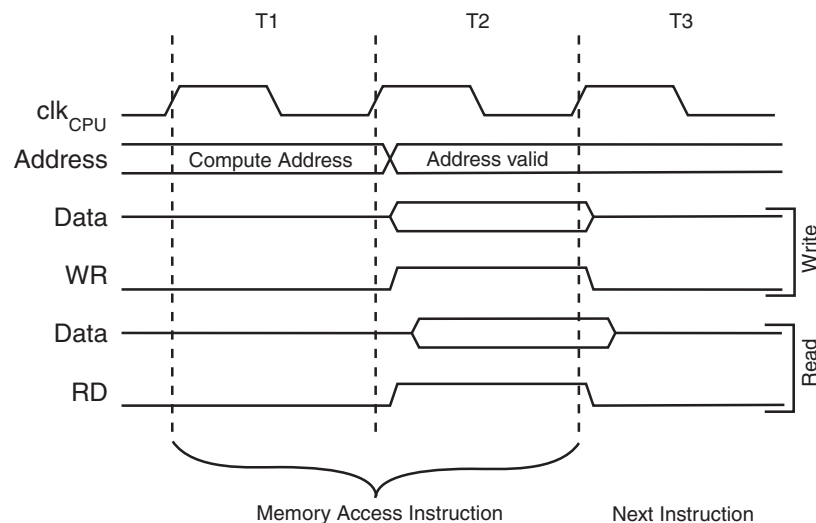 T1 T2 T3
clkCPU
Address Compute Address Address valid
Data
WR
Write
Data
RD
Read
Memory Access Instruction Next Instruction